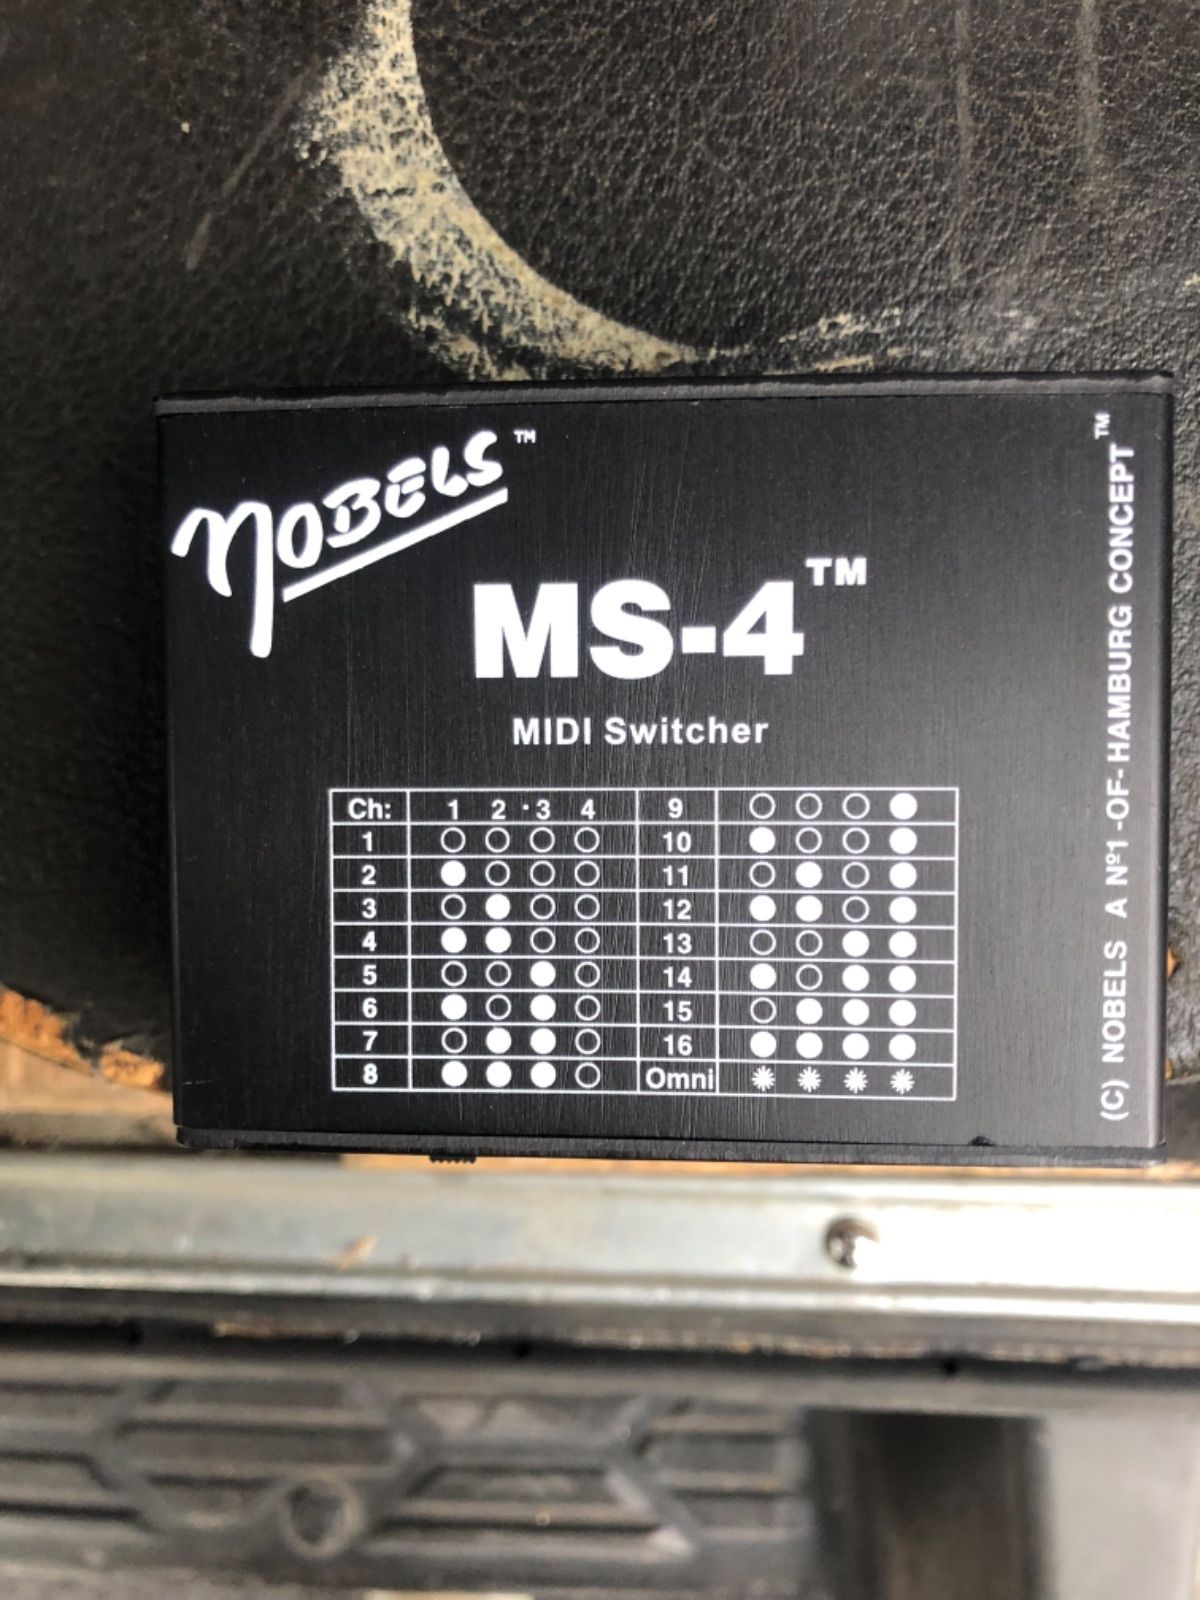 NOBELS™
MS-4™
MIDI Switcher
Ch: 1 2 · 3 4 9 ○ ○ ○ ●
1 ○ ○ ○ ○ 10 ● ○ ○ ●
2 ● ○ ○ ○ 11 ○ ● ○ ●
3 ○ ● ○ ○ 12 ● ● ○ ●
4 ● ● ○ ○ 13 ○ ○ ● ●
5 ○ ○ ● ○ 14 ● ○ ● ●
6 ● ○ ● ○ 15 ○ ● ● ●
7 ○ ● ● ○ 16 ● ● ● ●
8 ● ● ● ○ Omni ✺ ✺ ✺ ✺
(C) NOBELS A Nº1-OF-HAMBURG CONCEPT™